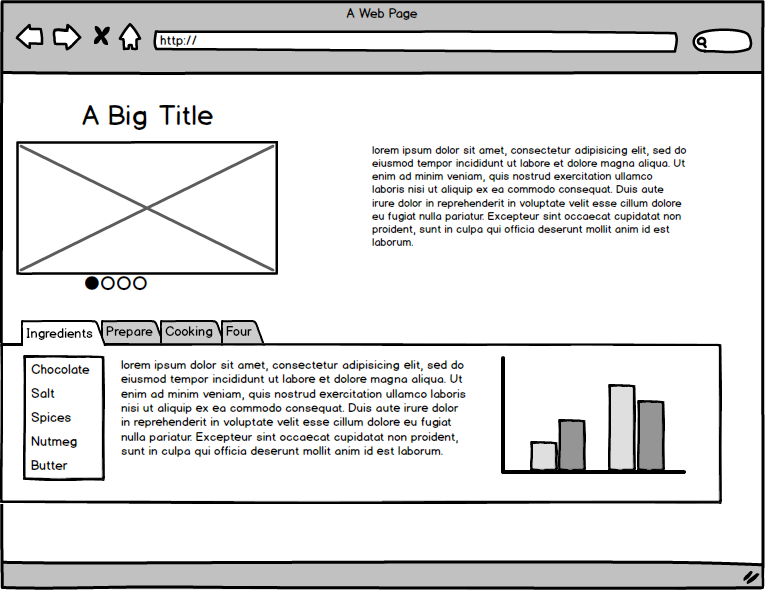 A Web Page
http://
A Big Title
lorem ipsum dolor sit amet, consectetur adipisicing elit, sed do
eiusmod tempor incididunt ut labore et dolore magna aliqua. Ut
enim ad minim veniam, quis nostrud exercitation ullamco
laboris nisi ut aliquip ex ea commodo consequat. Duis aute
irure dolor in reprehenderit in voluptate velit esse cillum dolore
eu fugiat nulla pariatur. Excepteur sint occaecat cupidatat non
proident, sunt in culpa qui officia deserunt mollit anim id est
laborum.
Ingredients Prepare Cooking Four
Chocolate
Salt
Spices
Nutmeg
Butter
lorem ipsum dolor sit amet, consectetur adipisicing elit, sed do
eiusmod tempor incididunt ut labore et dolore magna aliqua. Ut
enim ad minim veniam, quis nostrud exercitation ullamco laboris
nisi ut aliquip ex ea commodo consequat. Duis aute irure dolor
in reprehenderit in voluptate velit esse cillum dolore eu fugiat
nulla pariatur. Excepteur sint occaecat cupidatat non proident,
sunt in culpa qui officia deserunt mollit anim id est laborum.